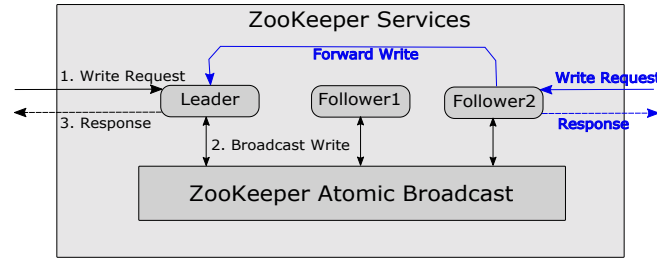 ZooKeeper Services
Forward Write
1. Write Request
Write Request
Leader
Follower1
Follower2
3. Response
Response
2. Broadcast Write
ZooKeeper Atomic Broadcast